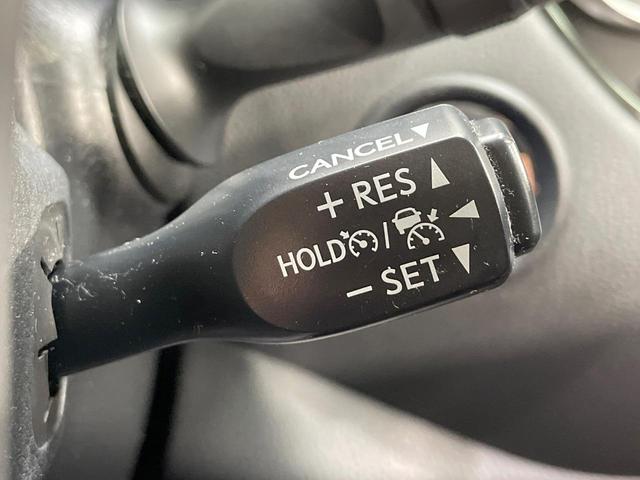 CANCEL▼
+ RES ▲
HOLD / ◀
− SET ▼